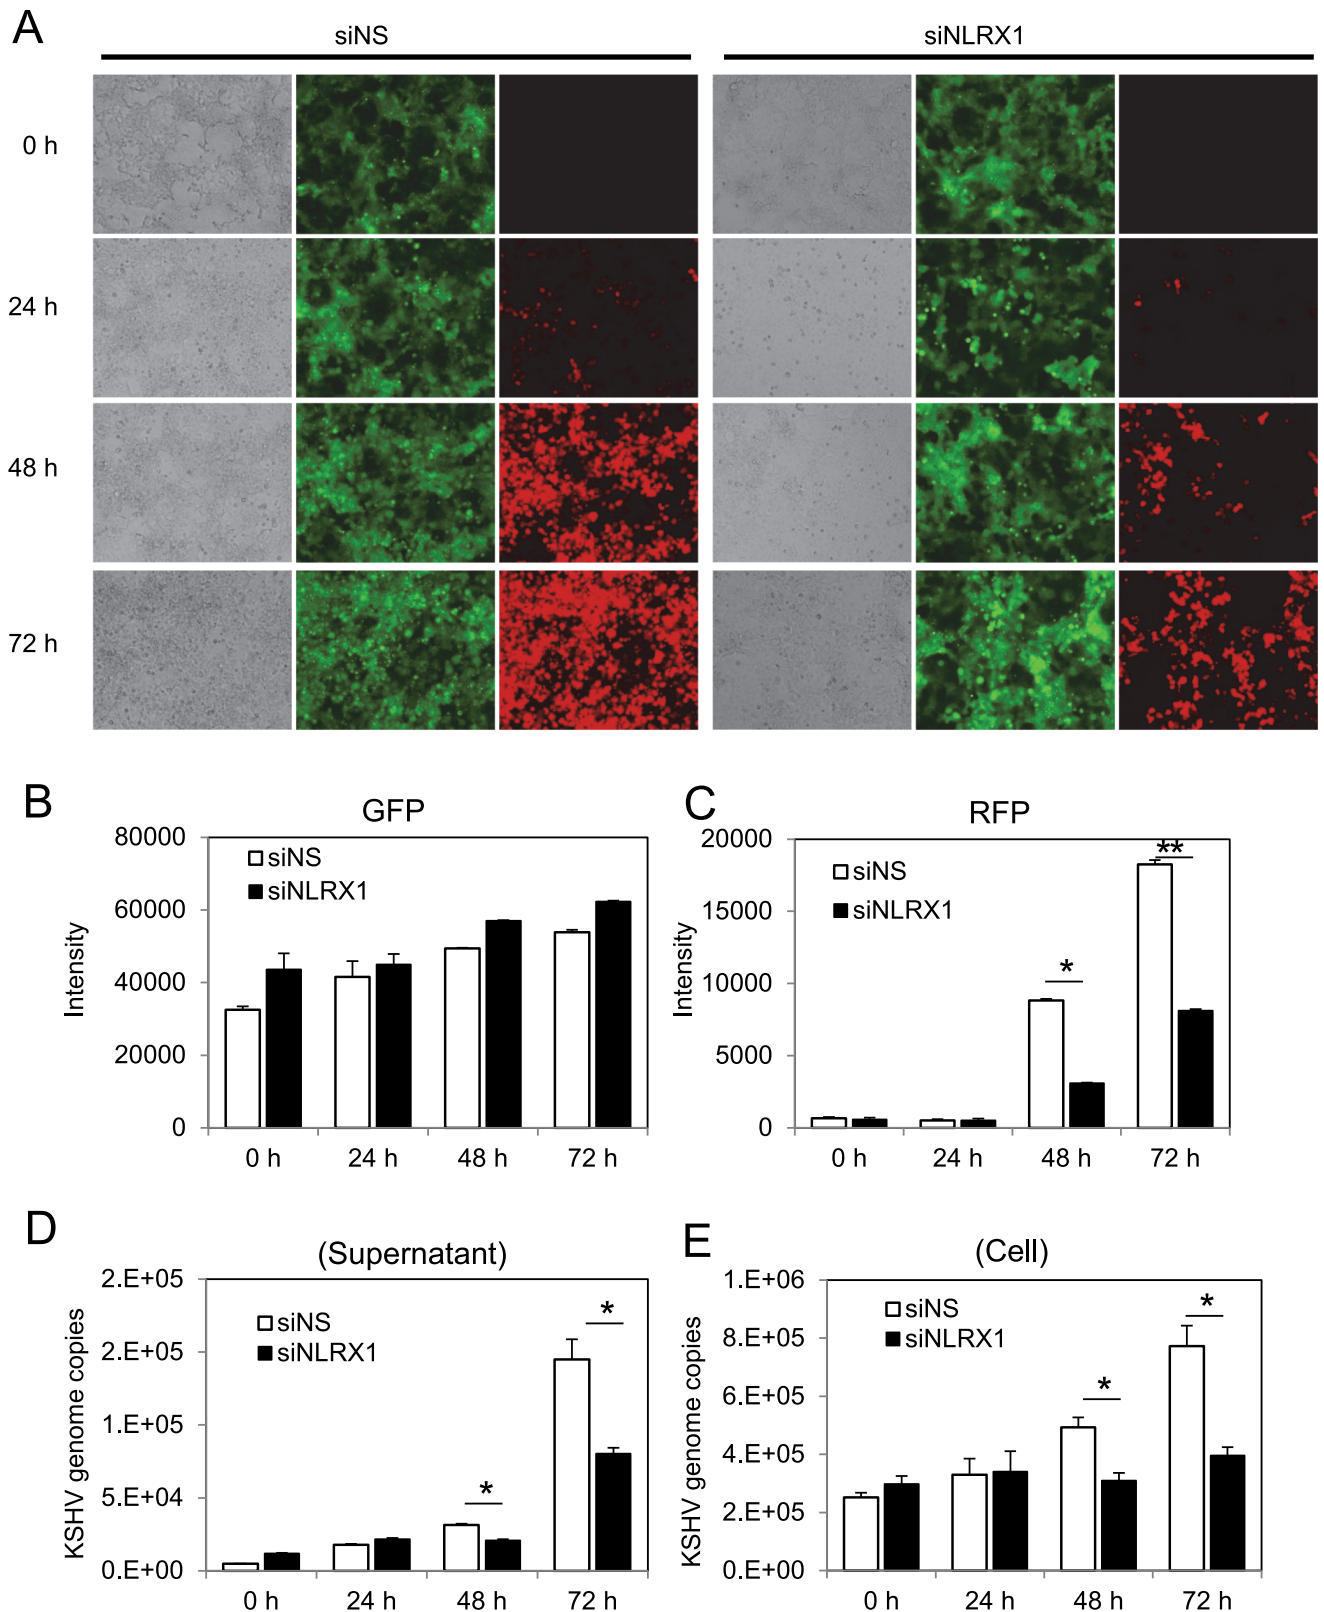 A
siNS
siNLRX1
0 h
24 h
48 h
72 h
B
GFP
80000
60000
40000
20000
0
Intensity
siNS
siNLRX1
0 h
24 h
48 h
72 h
C
RFP
20000
15000
10000
5000
0
Intensity
siNS
siNLRX1
*
**
0 h
24 h
48 h
72 h
D
(Supernatant)
2.E+05
2.E+05
1.E+05
5.E+04
0.E+00
KSHV genome copies
siNS
siNLRX1
*
*
0 h
24 h
48 h
72 h
E
(Cell)
1.E+06
8.E+05
6.E+05
4.E+05
2.E+05
0.E+00
KSHV genome copies
siNS
siNLRX1
*
*
0 h
24 h
48 h
72 h